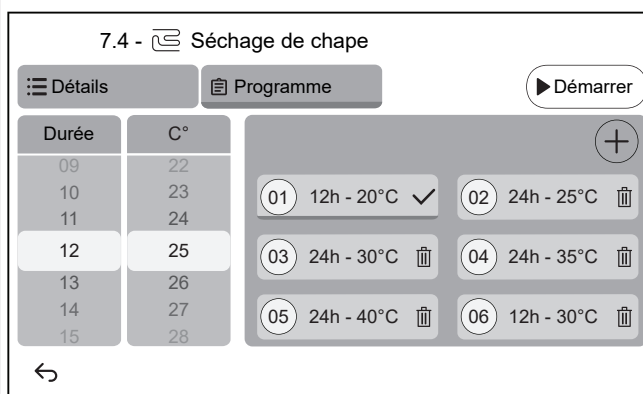 7.4 - Séchage de chape
Détails
Programme
Démarrer
Durée
C°
09
10
11
12
13
14
15
22
23
24
25
26
27
28
01 12h - 20°C
02 24h - 25°C
03 24h - 30°C
04 24h - 35°C
05 24h - 40°C
06 12h - 30°C